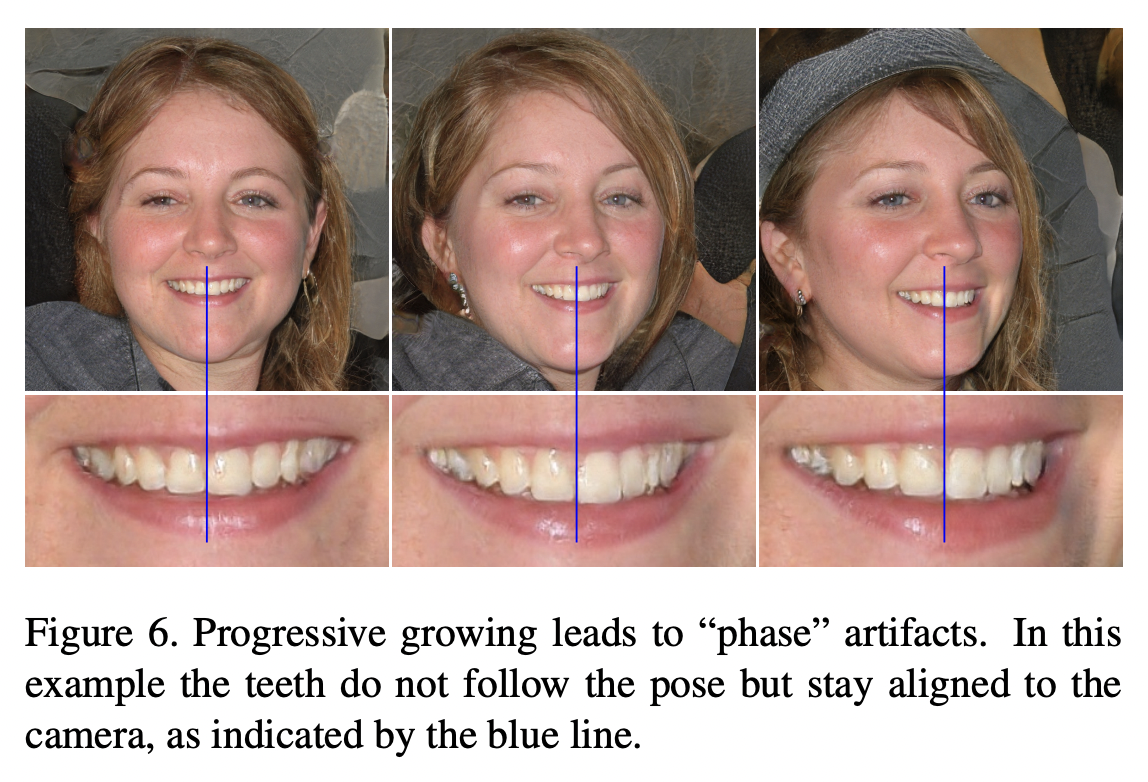 Figure 6. Progressive growing leads to “phase” artifacts. In this
example the teeth do not follow the pose but stay aligned to the
camera, as indicated by the blue line.